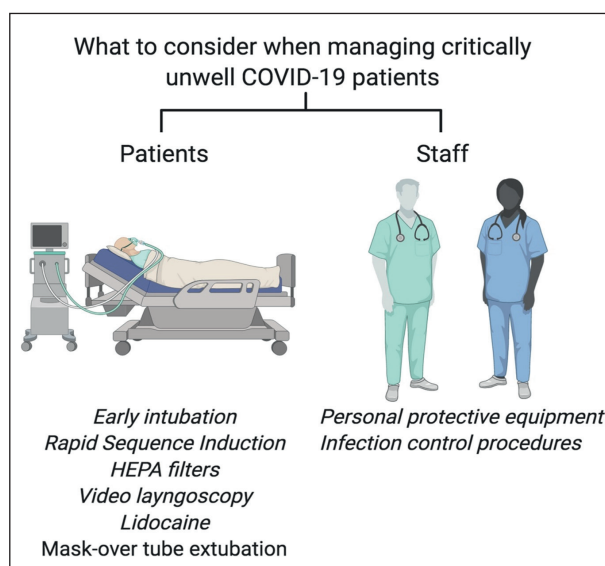 What to consider when managing critically
unwell COVID-19 patients
Patients
Staff
Early intubation
Rapid Sequence Induction
HEPA filters
Video layngoscopy
Lidocaine
Mask-over tube extubation
Personal protective equipment
Infection control procedures